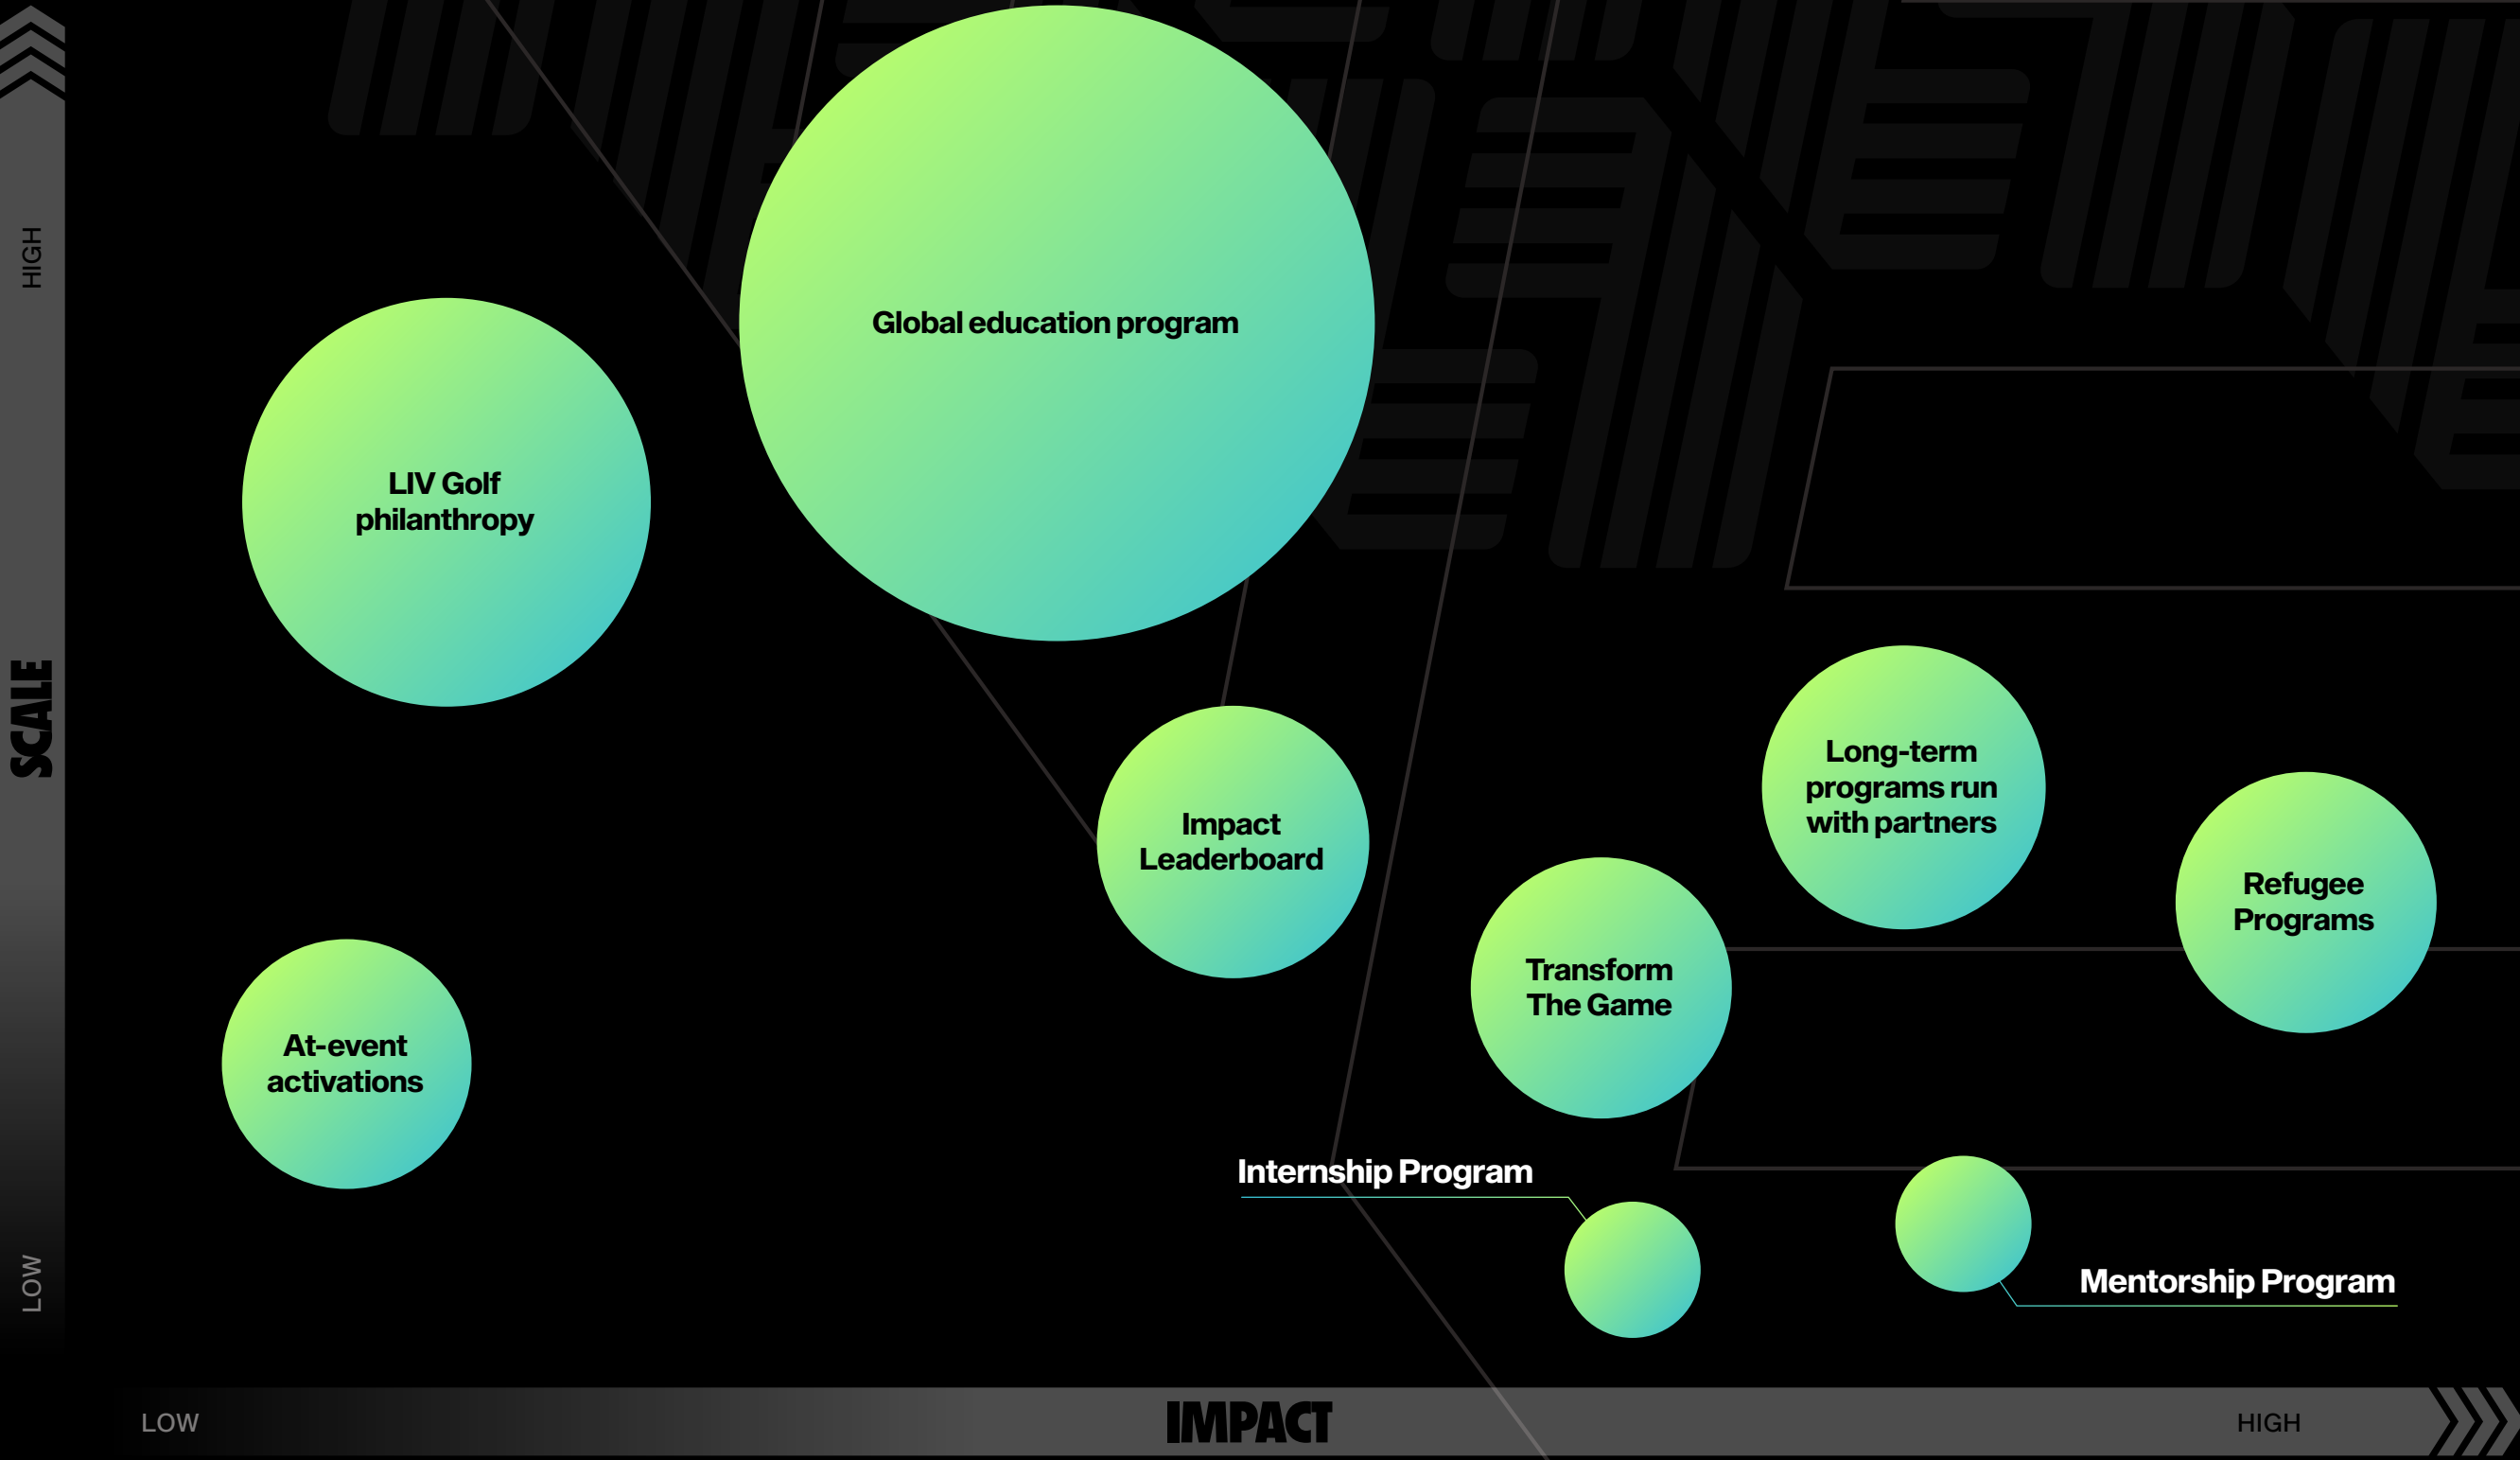 HIGH
SCALE
LOW
Global education program
LIV Golf
philanthropy
Impact
Leaderboard
Long-term
programs run
with partners
Refugee
Programs
Transform
The Game
At-event
activations
Internship Program
Mentorship Program
LOW
IMPACT
HIGH